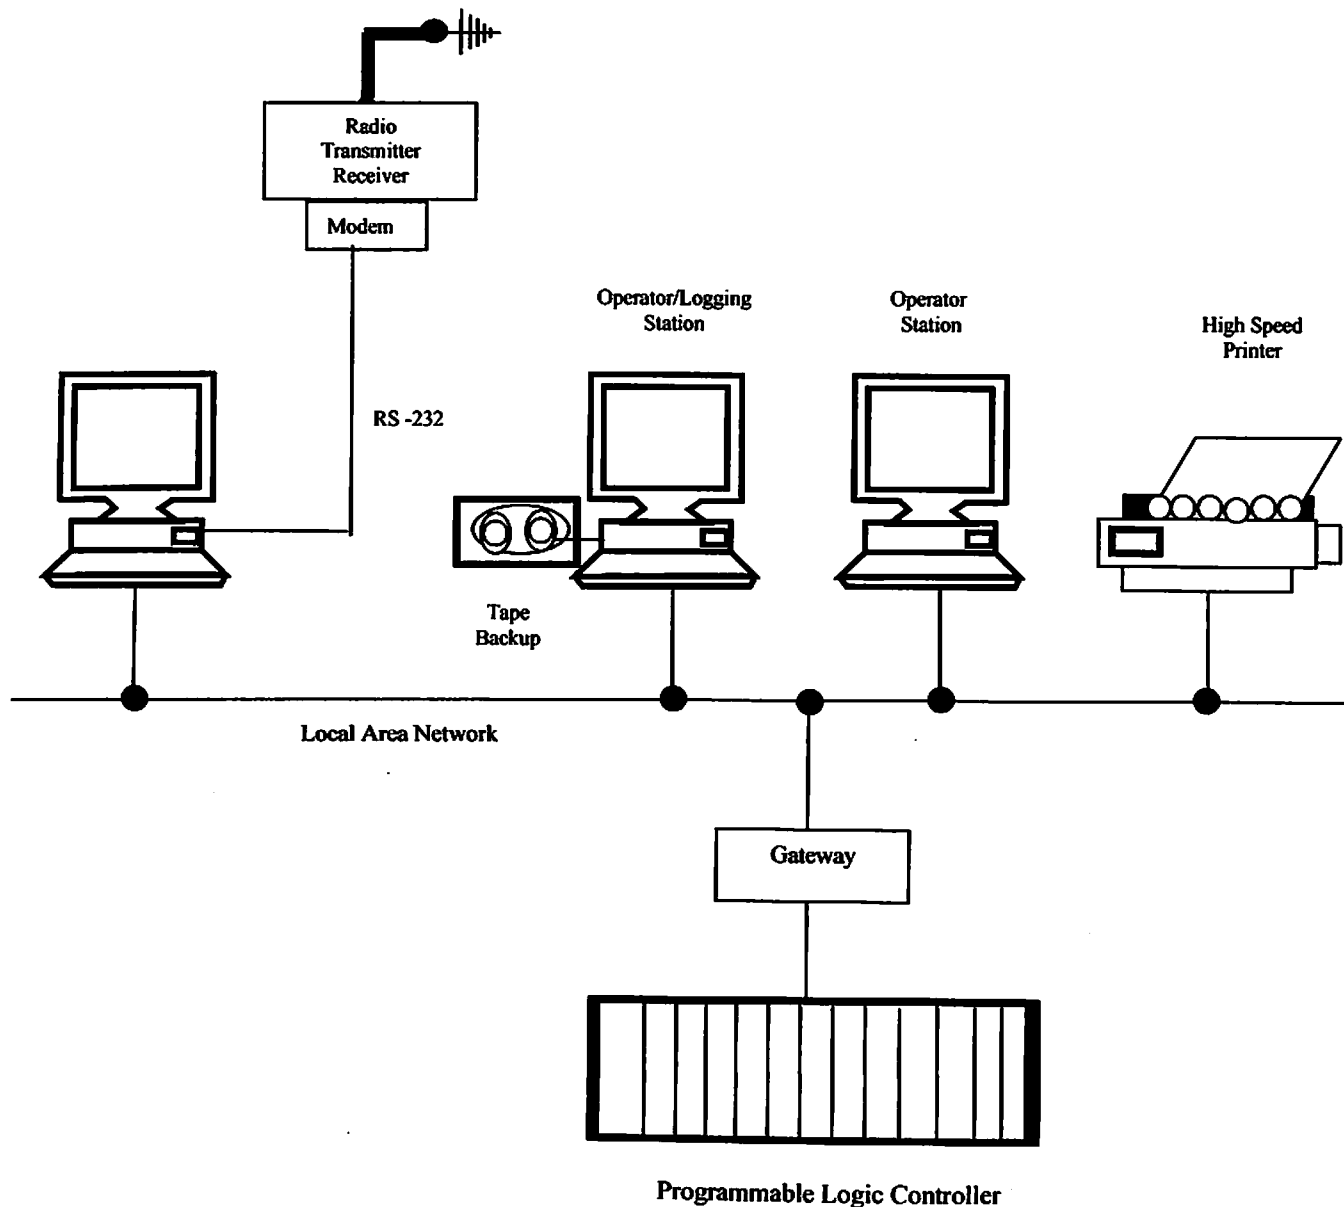 Radio
Transmitter
Receiver
Modem
Operator/Logging
Station
Operator
Station
High Speed
Printer
RS -232
Tape
Backup
Local Area Network
Gateway
Programmable Logic Controller